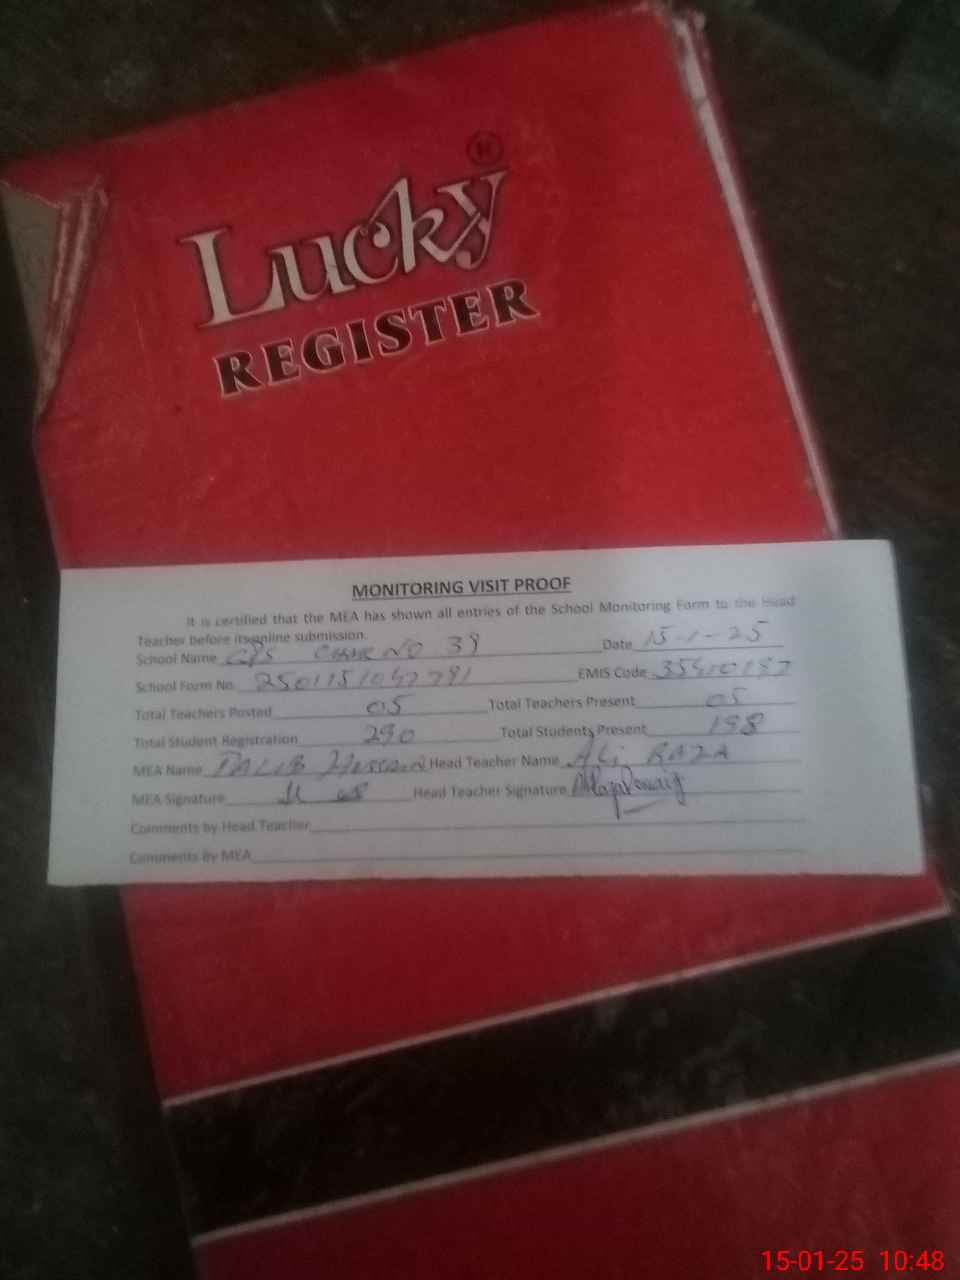 Lucky ®
REGISTER
MONITORING VISIT PROOF
It is certified that the MEA has shown all entries of the School Monitoring Form to the Head
Teacher before its online submission.
School Name GPS CHAK NO 39 Date 15-1-25
School Form No. EMIS Code 35410157
Total Teachers Posted 05 Total Teachers Present 05
Total Student Registration 290 Total Students Present 198
MEA Name TALIB Hussain Head Teacher Name Ali RAZA
MEA Signature Head Teacher Signature
Comments by Head Teacher
Comments by MEA
15-01-25 10:48